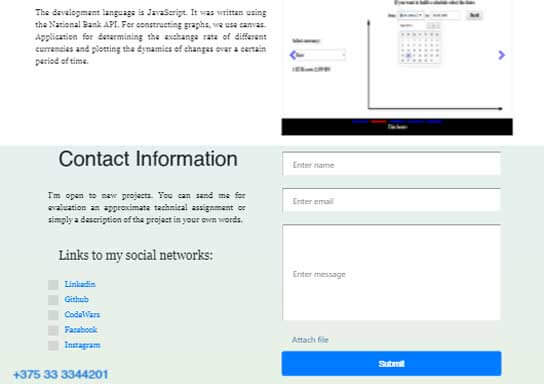 The development language is JavaScript. It was written using
the National Bank API. For constructing graphs, we use canvas.
Application for determining the exchange rate of different
currencies and plotting the dynamics of changes over a certain
period of time.
Contact Information
I'm open to new projects. You can send me for
evaluation an approximate technical assignment or
simply a description of the project in your own words.
Links to my social networks:
Linkedin
Github
CodeWars
Facebook
Instagram
+375 33 3344201
Enter name
Enter email
Enter message
Attach file
Submit